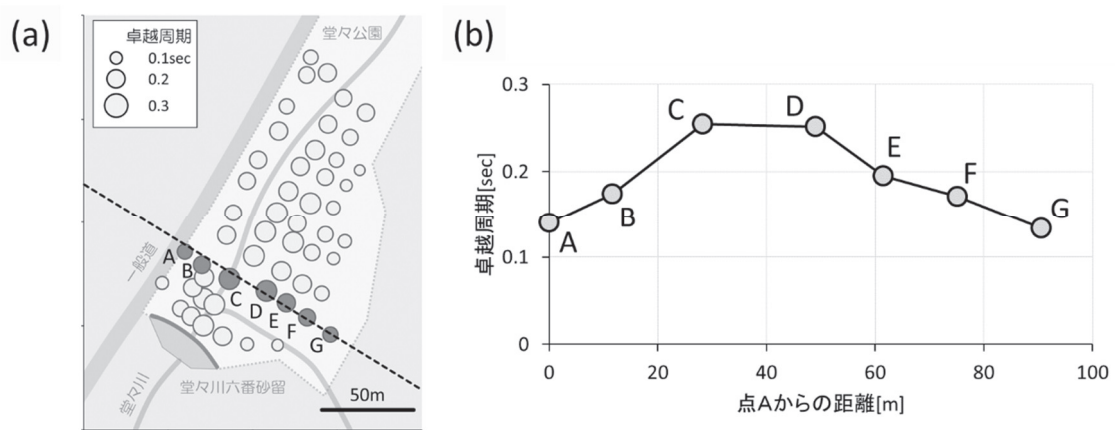 (a)
卓越周期
0.1sec
0.2
0.3
堂々公園
一般道
A
B
C
D
E
F
G
堂々川
堂々川六番砂留
50m
(b)
卓越周期[sec]
0.3
0.2
0.1
0
A
B
C
D
E
F
G
0
20
40
60
80
100
点Aからの距離[m]